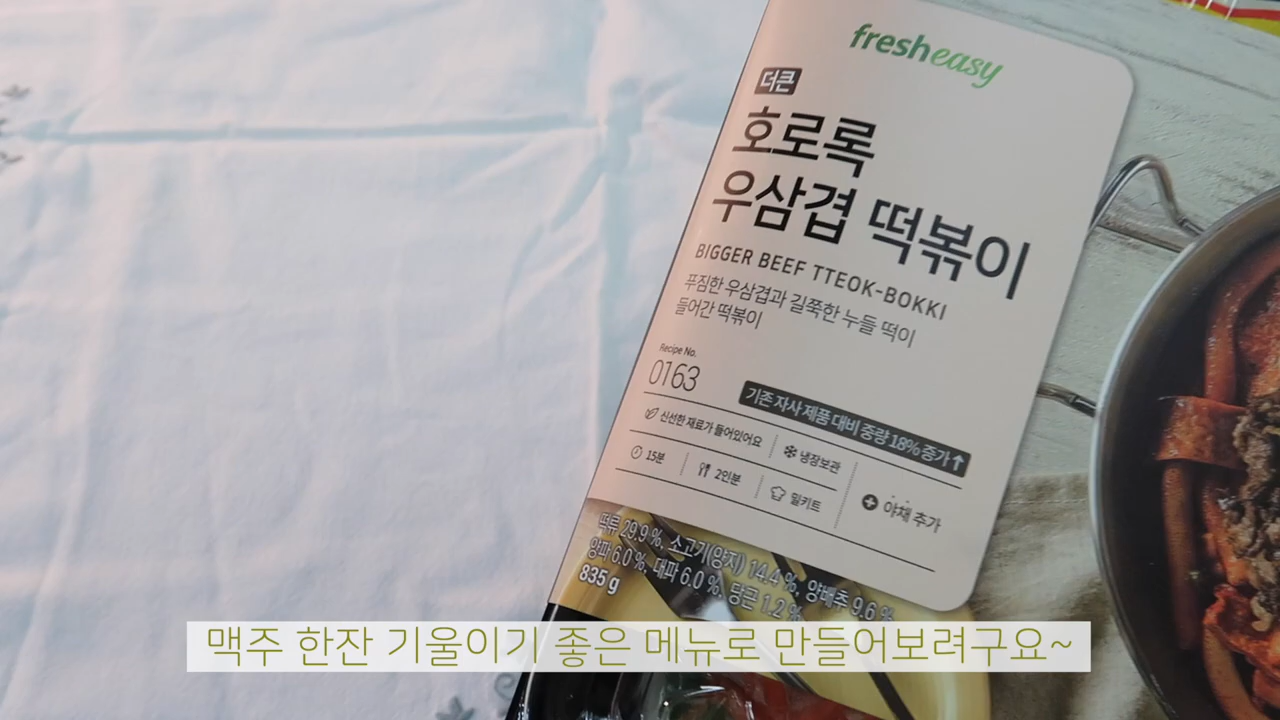 fresheasy
더큰
호로록
우삼겹 떡볶이
BIGGER BEEF TTEOK-BOKKI
푸짐한 우삼겹과 길쭉한 누들 떡이
들어간 떡볶이
Recipe No.
0163
기존 자사 제품 대비 중량 18% 증가↑
신선한 재료가 들어있어요
냉장보관
15분
2인분
밀키트
야채 추가
떡류 29.9 %, 소고기(양지) 14.4 %, 양배추 9.6 %
양파 6.0 %, 대파 6.0 %, 당근 1.2 %
835 g
맥주 한잔 기울이기 좋은 메뉴로 만들어보려구요~